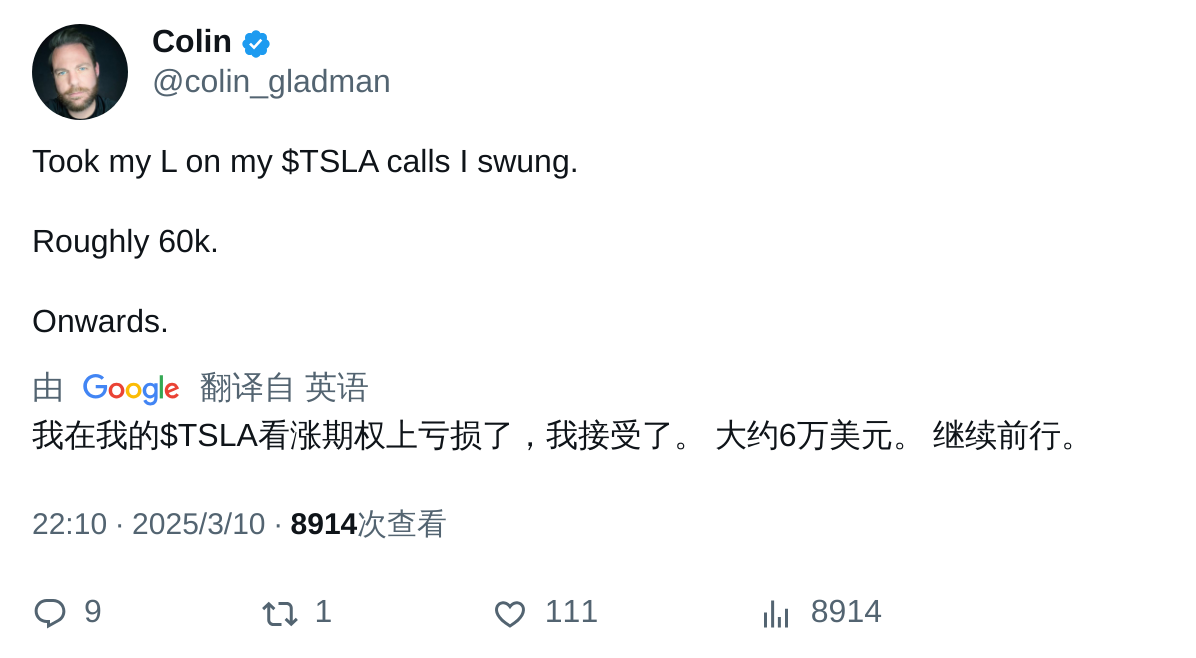 Colin
@colin_gladman
Took my L on my $TSLA calls I swung.
Roughly 60k.
Onwards.
由 Google 翻译自 英语
我在我的$TSLA看涨期权上亏损了，我接受了。 大约6万美元。 继续前行。
22:10 · 2025/3/10 · 8914次查看
9 1 111 8914